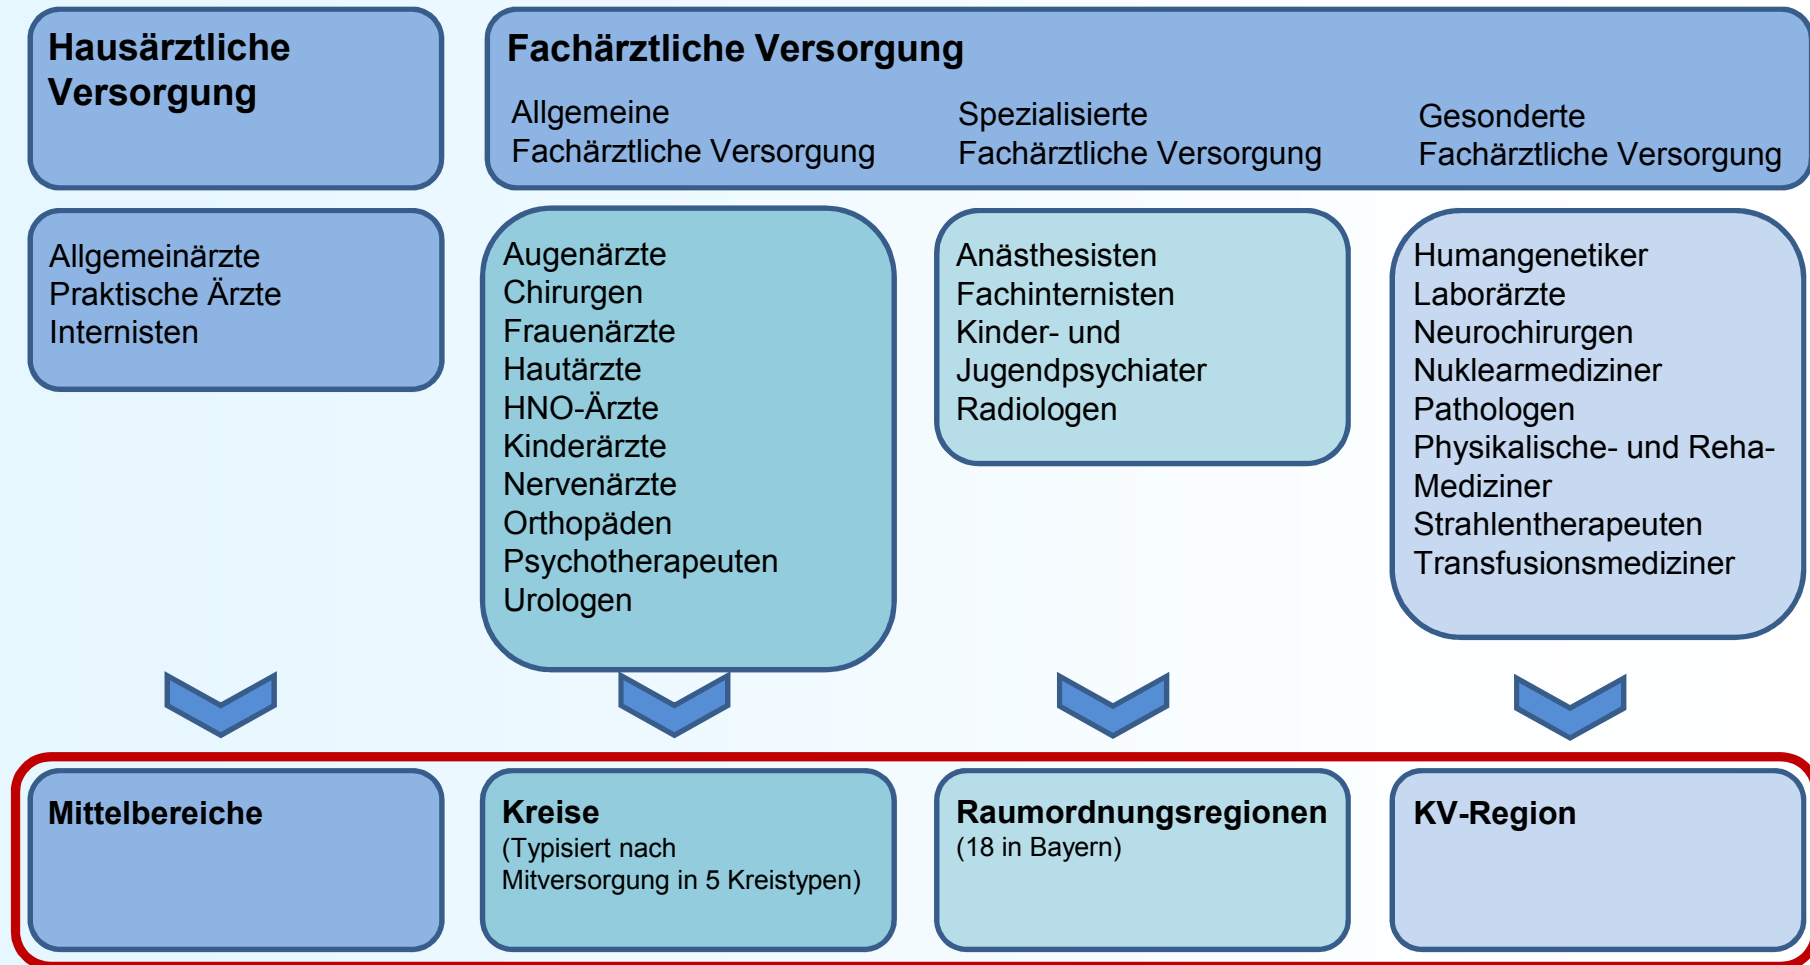 Hausärztliche
Versorgung
Fachärztliche Versorgung
Allgemeine
Fachärztliche Versorgung
Spezialisierte
Fachärztliche Versorgung
Gesonderte
Fachärztliche Versorgung
Allgemeinärzte
Praktische Ärzte
Internisten
Augenärzte
Chirurgen
Frauenärzte
Hautärzte
HNO-Ärzte
Kinderärzte
Nervenärzte
Orthopäden
Psychotherapeuten
Urologen
Anästhesisten
Fachinternisten
Kinder- und
Jugendpsychiater
Radiologen
Humangenetiker
Laborärzte
Neurochirurgen
Nuklearmediziner
Pathologen
Physikalische- und Reha-
Mediziner
Strahlentherapeuten
Transfusionsmediziner
Mittelbereiche
Kreise
(Typisiert nach
Mitversorgung in 5 Kreistypen)
Raumordnungsregionen
(18 in Bayern)
KV-Region